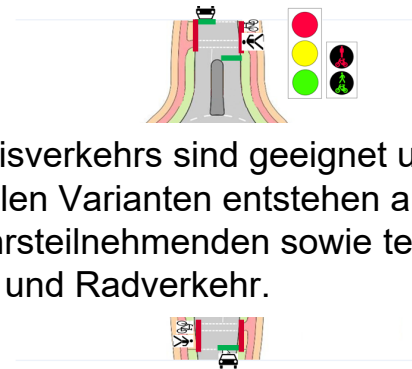 isverkehrs sind geeignet u
len Varianten entstehen a
rsteilnehmenden sowie te
und Radverkehr.